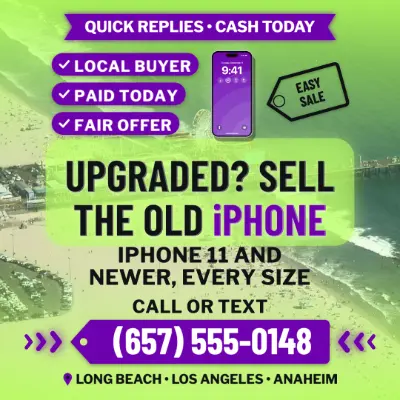 QUICK REPLIES • CASH TODAY
LOCAL BUYER
PAID TODAY
FAIR OFFER
9:41
EASY
SALE
UPGRADED? SELL
THE OLD iPHONE
IPHONE 11 AND
NEWER, EVERY SIZE
CALL OR TEXT
(657) 555-0148
LONG BEACH • LOS ANGELES • ANAHEIM